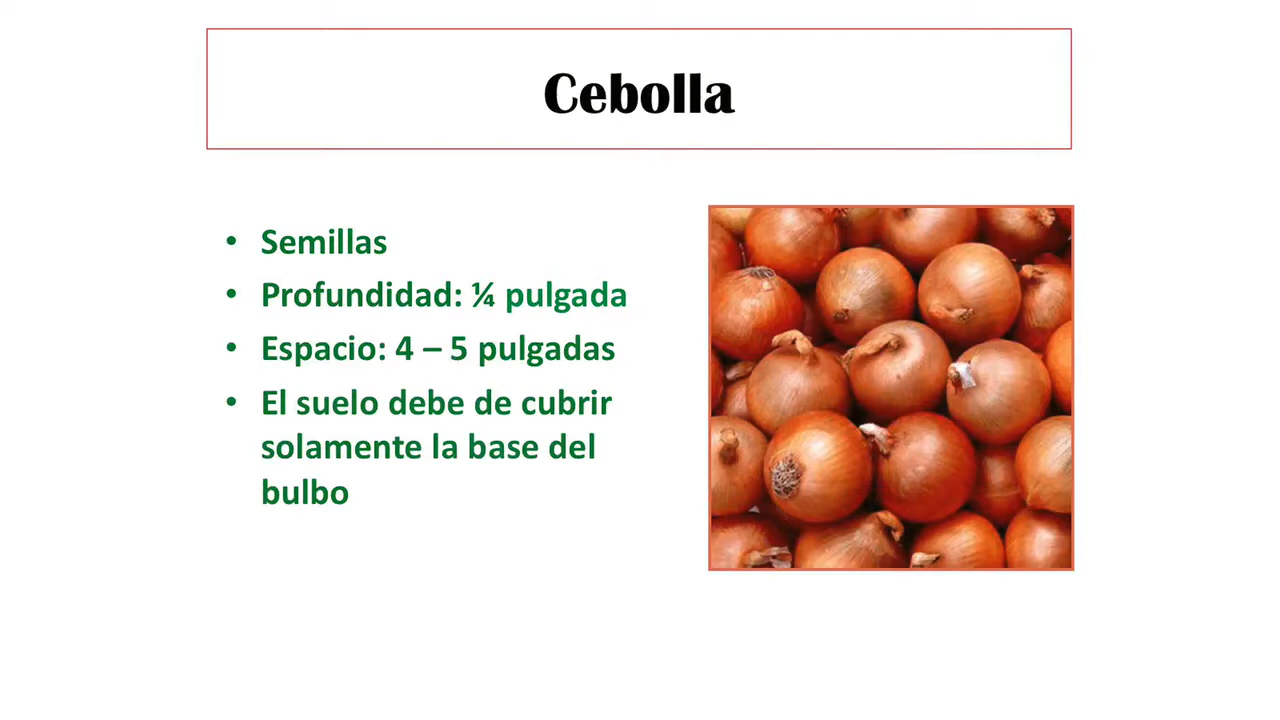 Cebolla
• Semillas
• Profundidad: ¼ pulgada
• Espacio: 4 – 5 pulgadas
• El suelo debe de cubrir
solamente la base del
bulbo